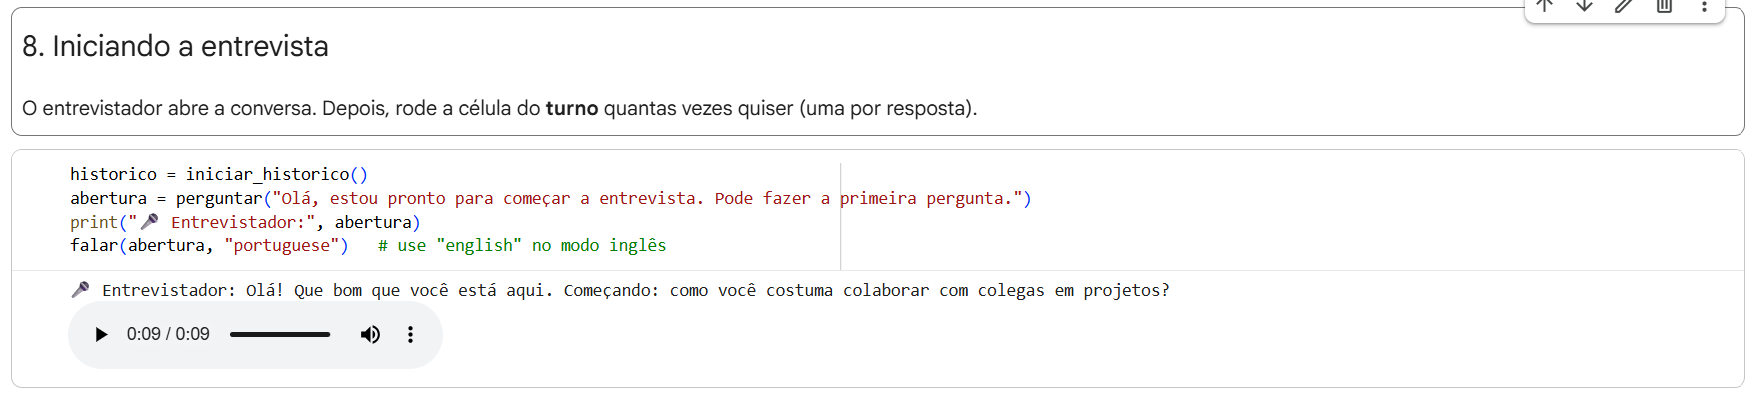 8. Iniciando a entrevista
O entrevistador abre a conversa. Depois, rode a célula do turno quantas vezes quiser (uma por resposta).
historico = iniciar_historico()
abertura = perguntar("Olá, estou pronto para começar a entrevista. Pode fazer a primeira pergunta.")
print("🎤 Entrevistador:", abertura)
falar(abertura, "portuguese")   # use "english" no modo inglês
🎤 Entrevistador: Olá! Que bom que você está aqui. Começando: como você costuma colaborar com colegas em projetos?
0:09 / 0:09